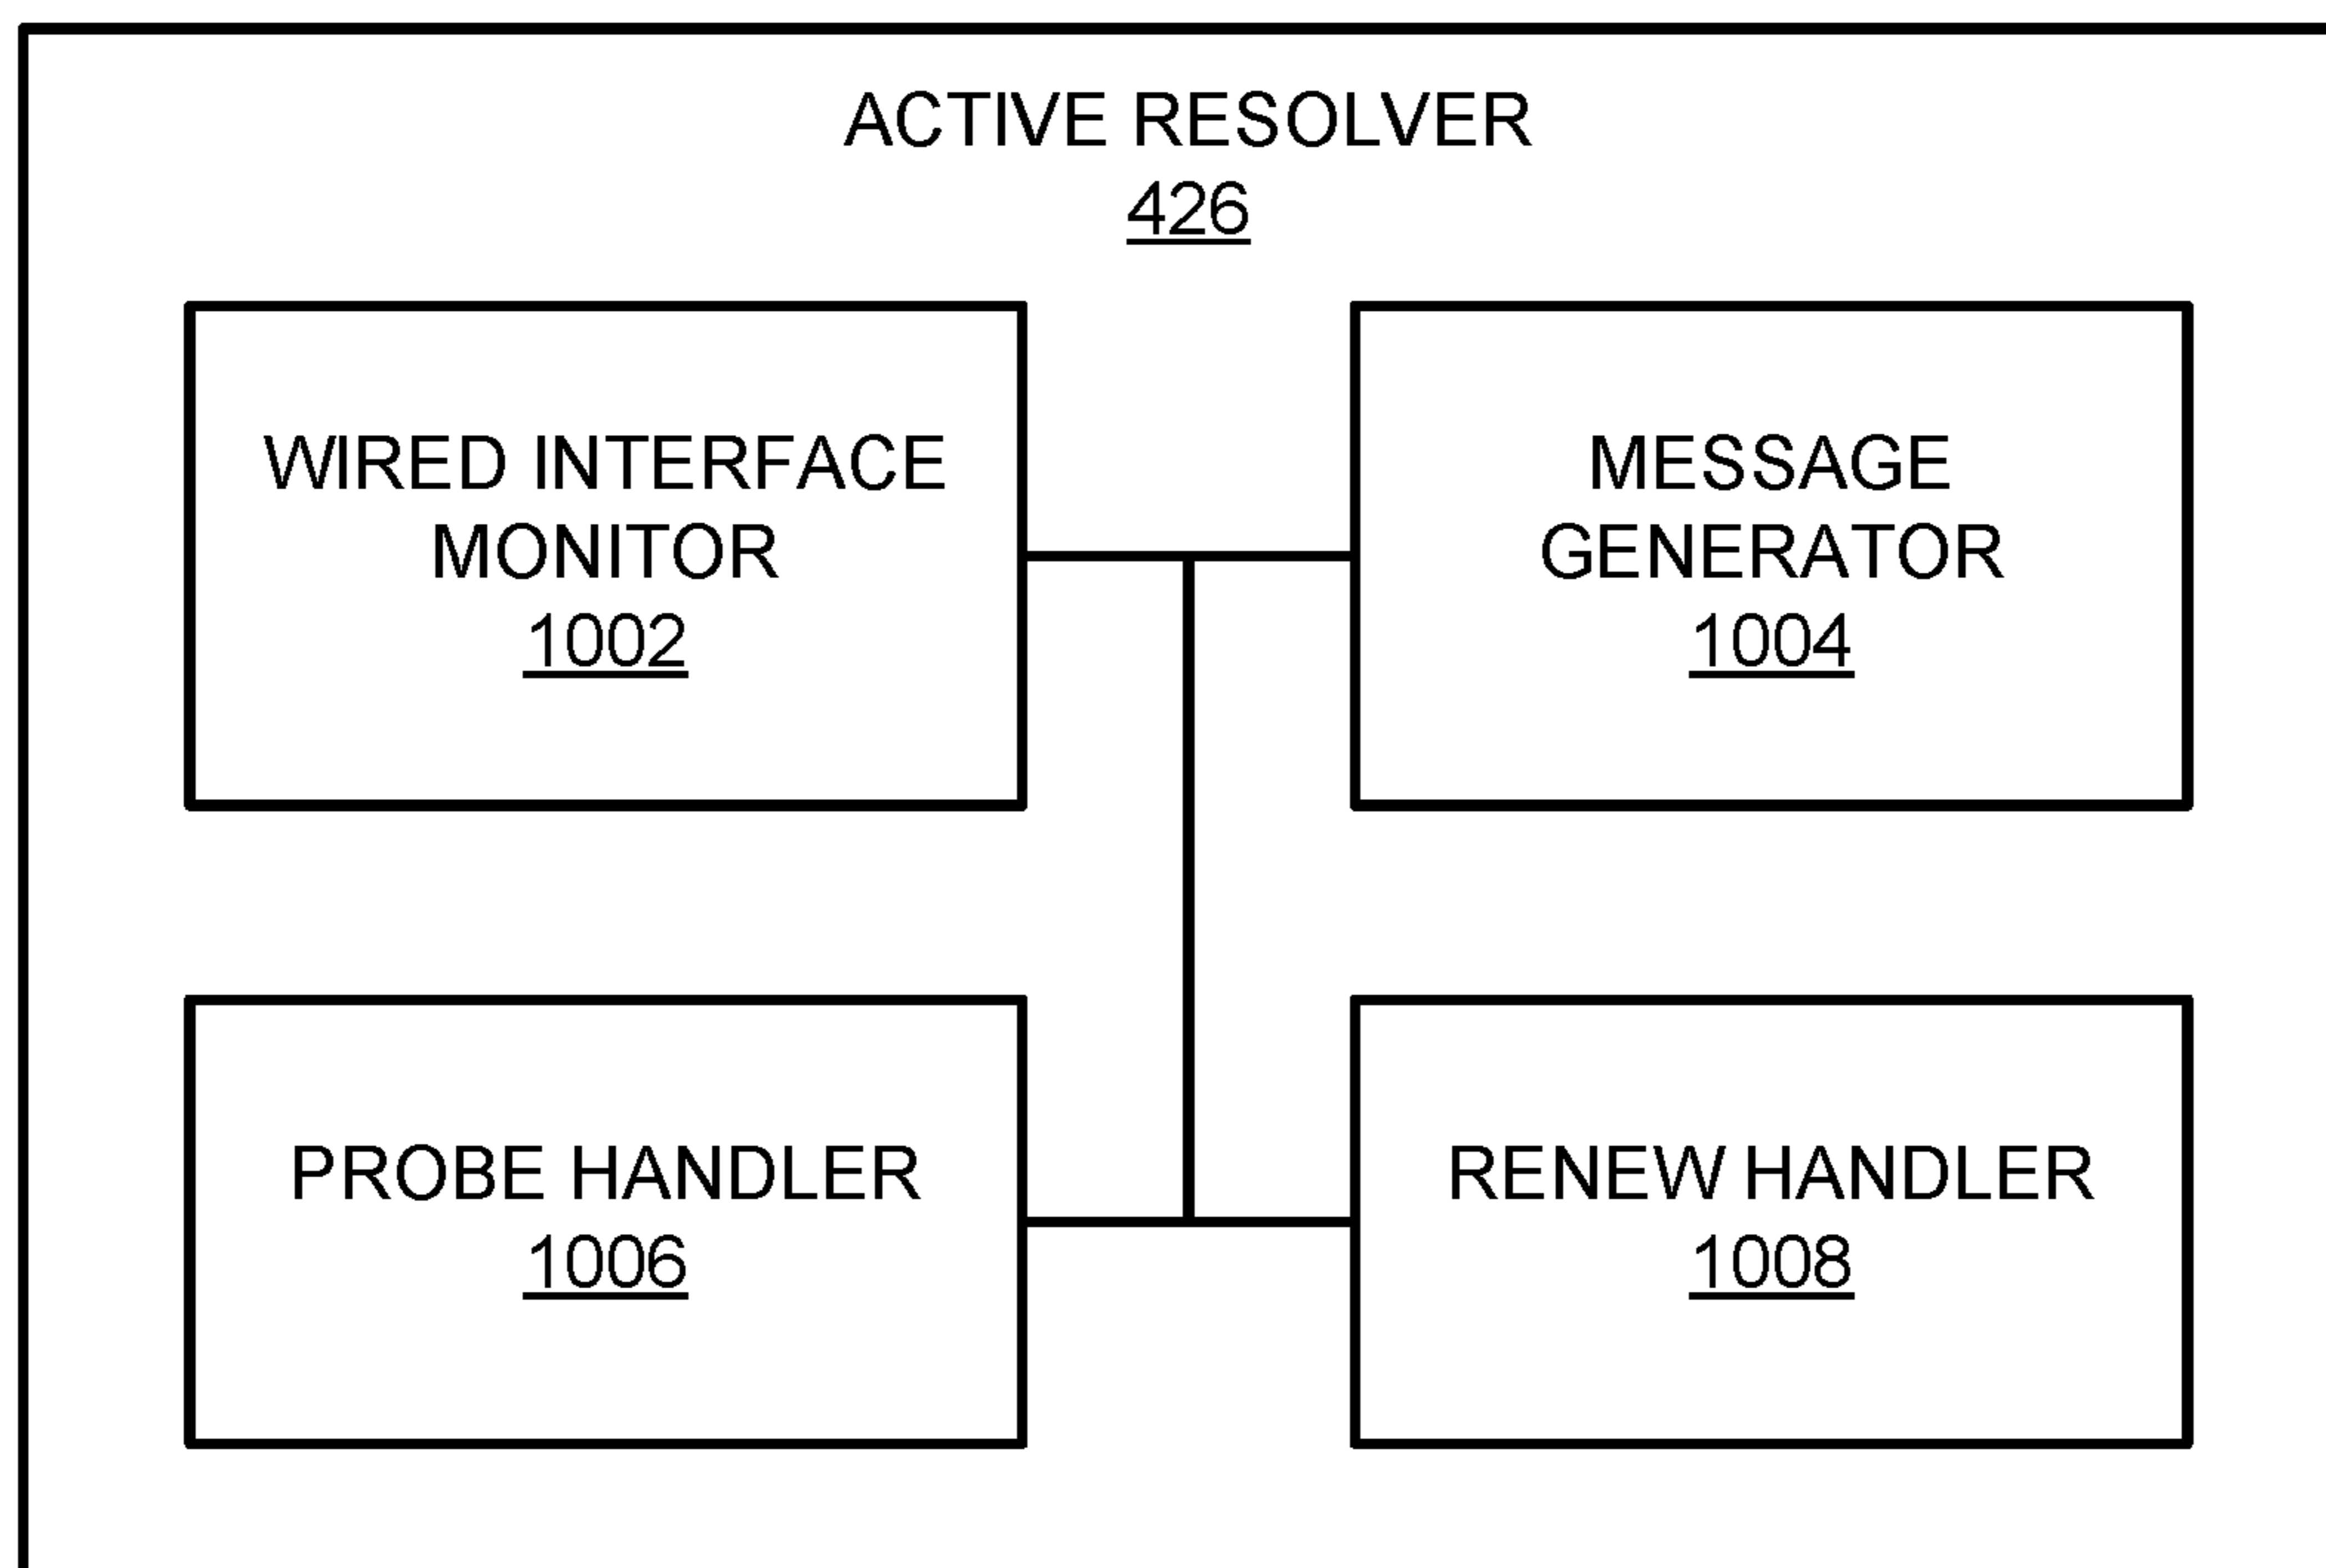 ACTIVE RESOLVER
426
WIRED INTERFACE
MONITOR
1002
MESSAGE
GENERATOR
1004
PROBE HANDLER
1006
RENEW HANDLER
1008